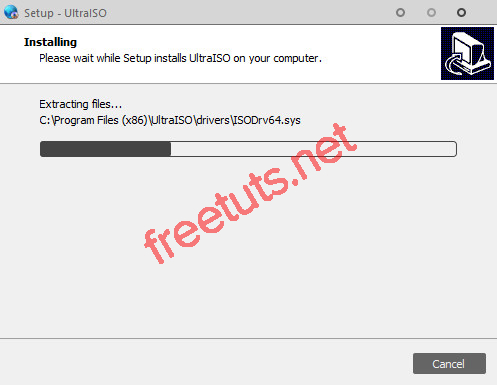 Setup - UltraISO
Installing
Please wait while Setup installs UltraISO on your computer.
Extracting files...
C:\Program Files (x86)\UltraISO\drivers\ISODrv64.sys
freetuts.net
Cancel